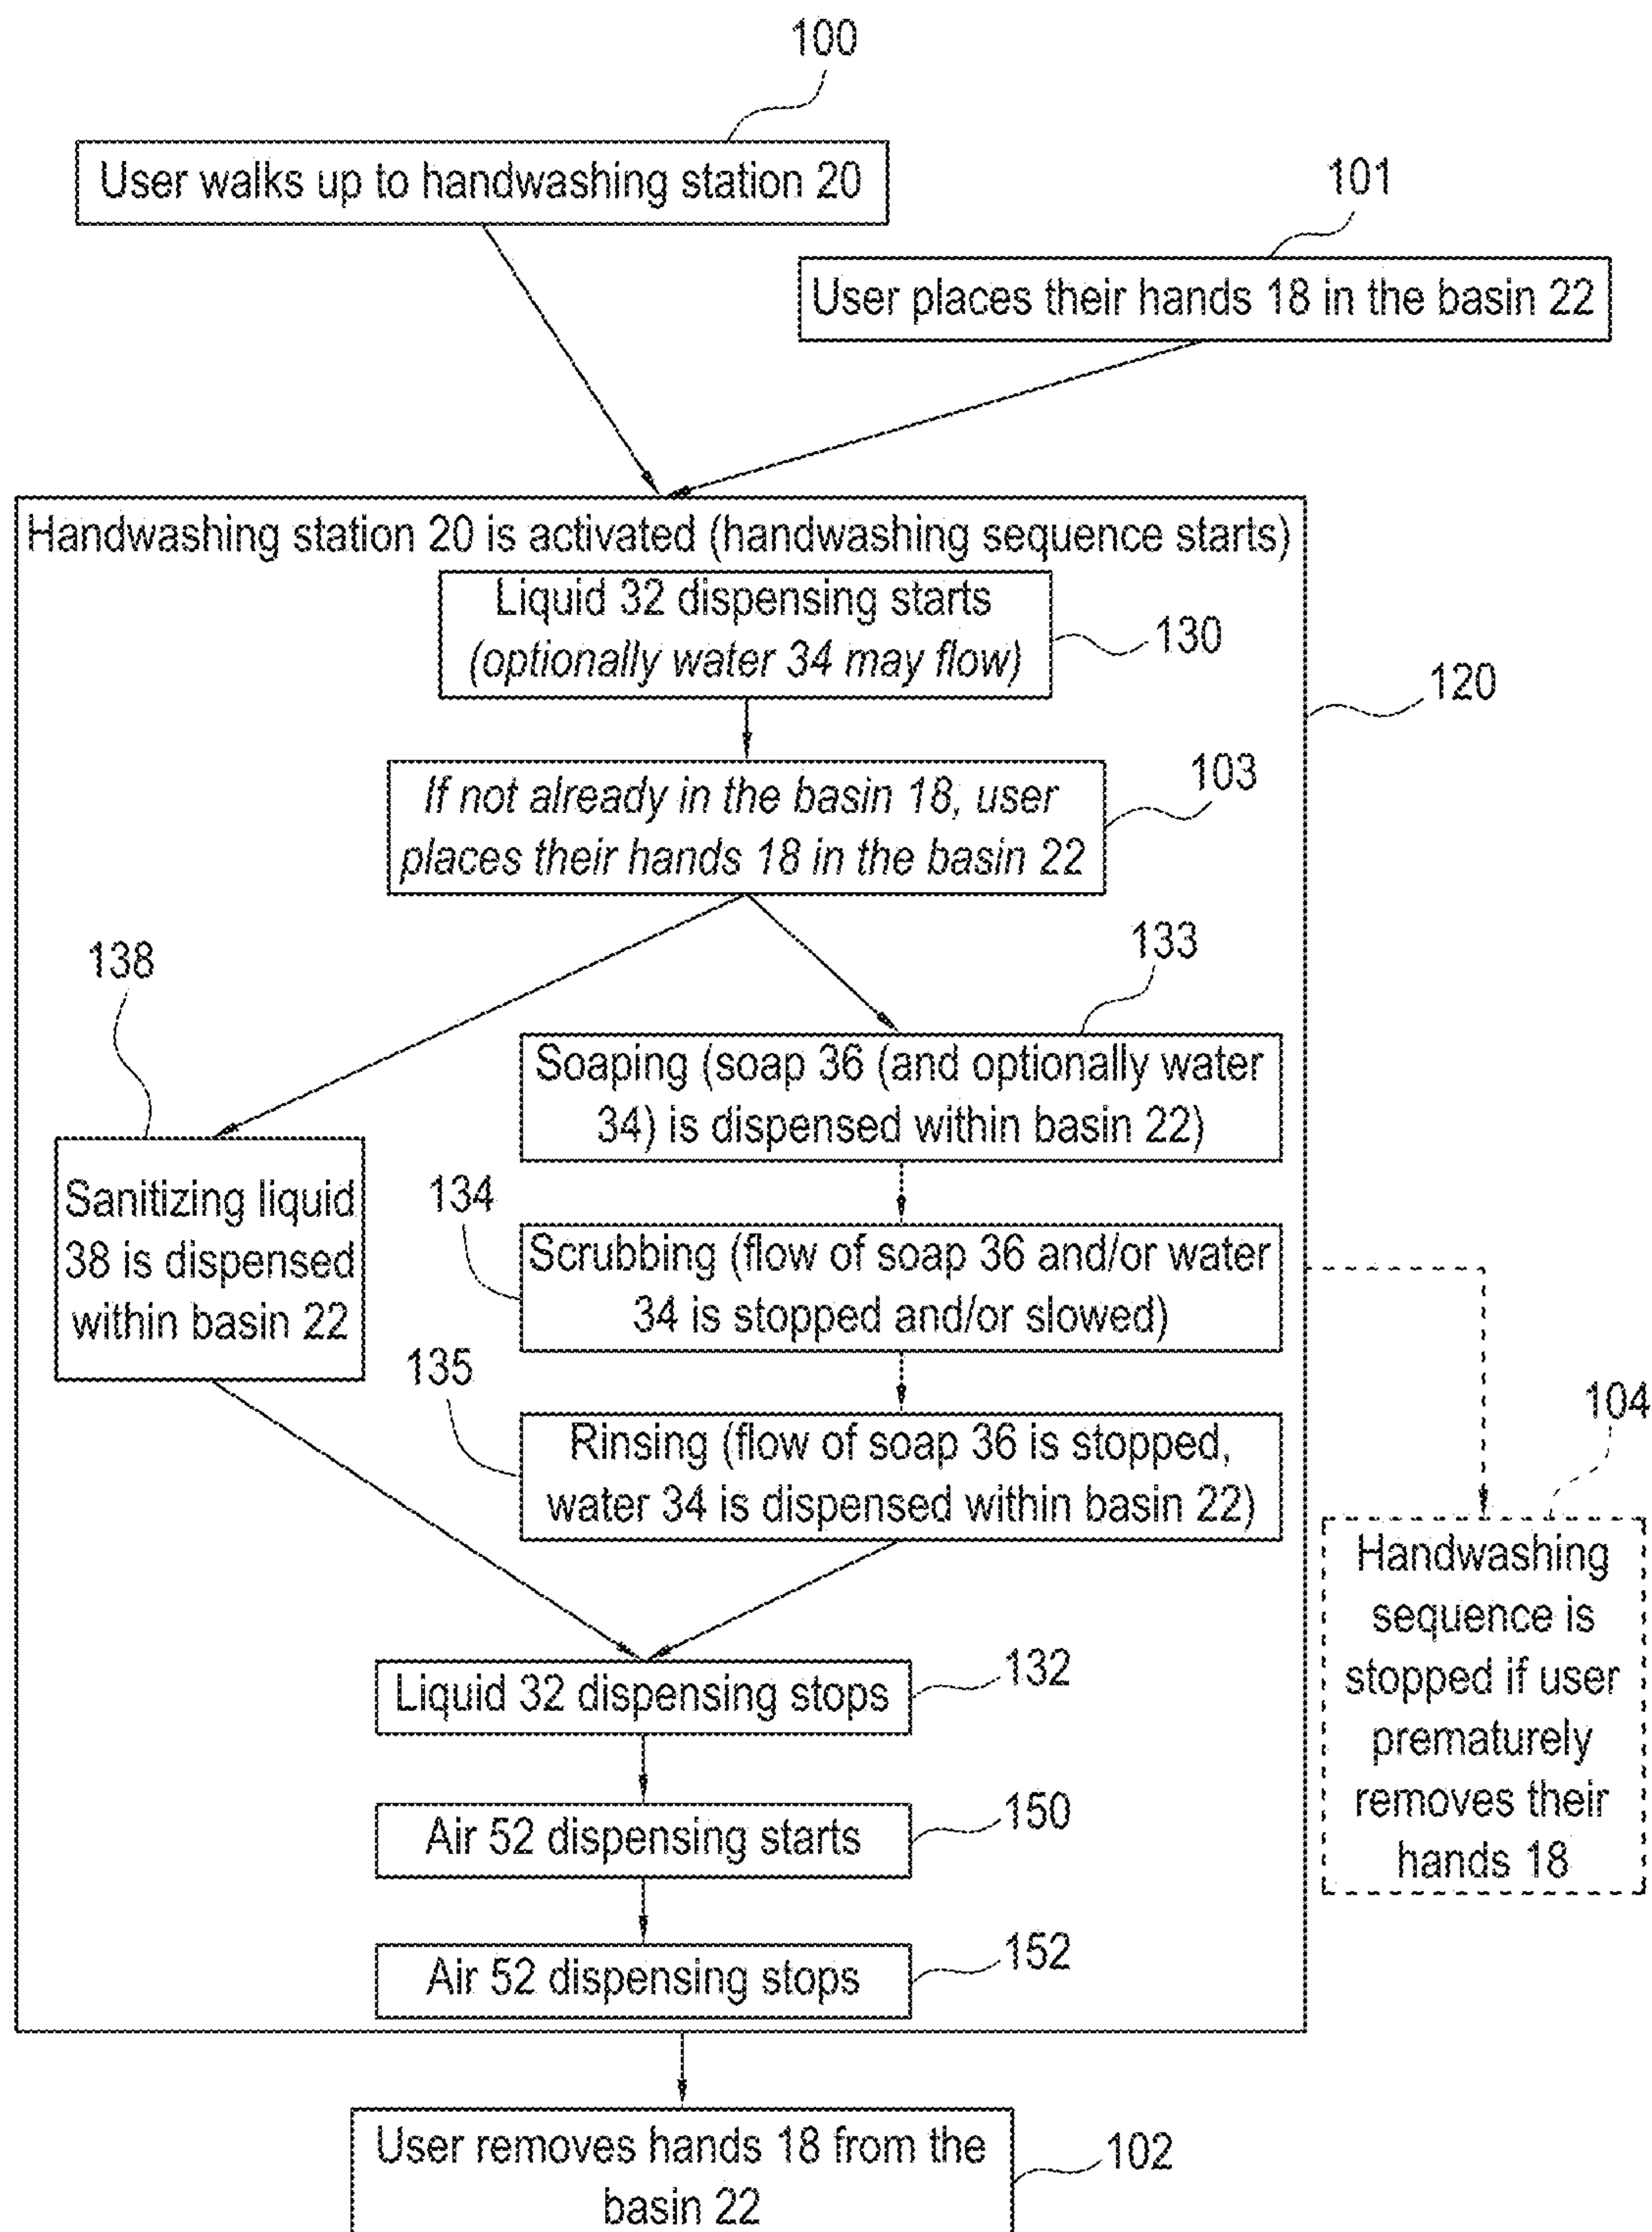 100
User walks up to handwashing station 20
101
User places their hands 18 in the basin 22
Handwashing station 20 is activated (handwashing sequence starts)
Liquid 32 dispensing starts
(optionally water 34 may flow)
130
120
If not already in the basin 18, user
places their hands 18 in the basin 22
103
138
133
Soaping (soap 36 (and optionally water
34) is dispensed within basin 22)
Sanitizing liquid
38 is dispensed
within basin 22
134
Scrubbing (flow of soap 36 and/or water
34 is stopped and/or slowed)
135
Rinsing (flow of soap 36 is stopped,
water 34 is dispensed within basin 22)
104
Handwashing
sequence is
stopped if user
prematurely
removes their
hands 18
Liquid 32 dispensing stops
132
Air 52 dispensing starts
150
Air 52 dispensing stops
152
User removes hands 18 from the
basin 22
102